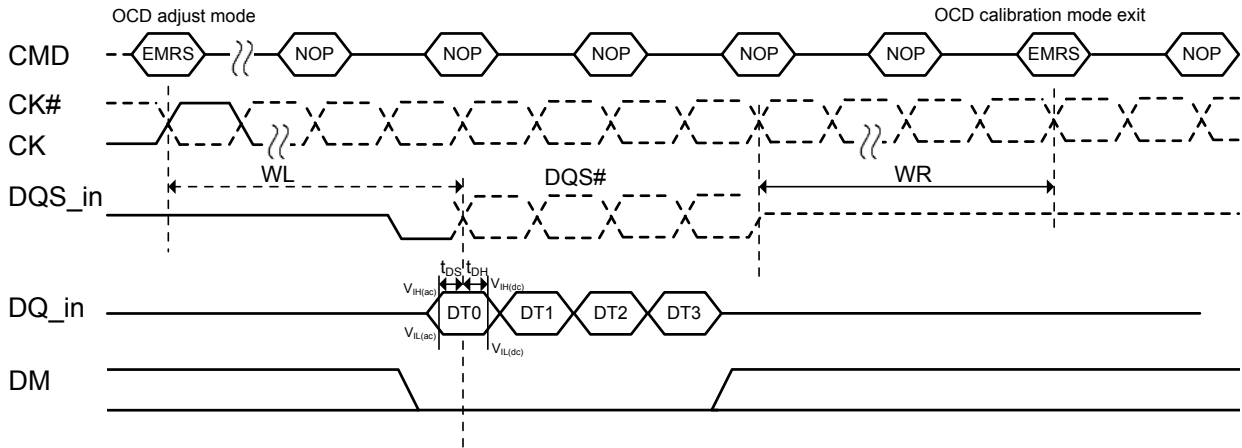 OCD adjust mode
OCD calibration mode exit
CMD
EMRS
NOP
NOP
NOP
NOP
NOP
EMRS
NOP
CK#
CK
WL
DQS#
WR
DQS_in
tDS
tDH
VIH(ac)
VIH(dc)
DQ_in
DT0
DT1
DT2
DT3
VIL(ac)
VIL(dc)
DM